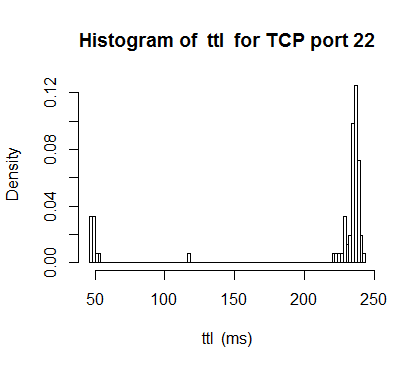 Histogram of ttl for TCP port 22
Density
0.00 0.04 0.08 0.12
50 100 150 200 250
ttl (ms)